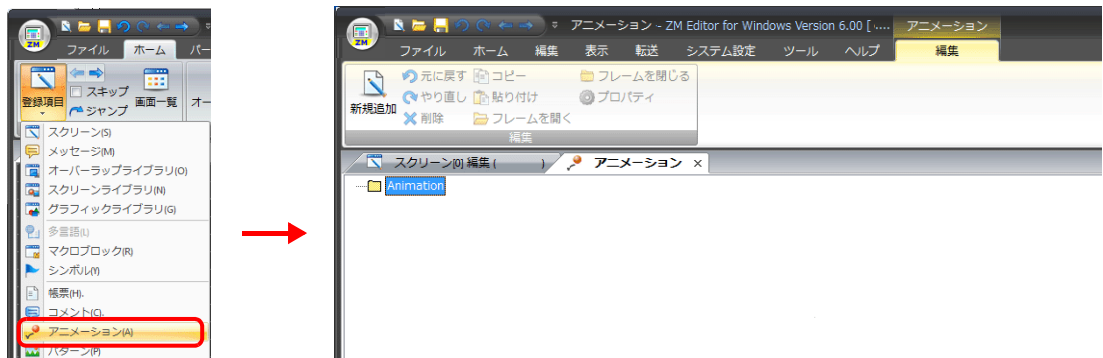 ZM
ファイル ホーム パー
スキップ
ジャンプ
登録項目 画面一覧 オー
スクリーン(S)
メッセージ(M)
オーバーラップライブラリ(O)
スクリーンライブラリ(N)
グラフィックライブラリ(G)
多言語(L)
マクロブロック(R)
シンボル(Y)
帳票(H).
コメント(C).
アニメーション(A)
パターン(P)
アニメーション - ZM Editor for Windows Version 6.00 [ .... アニメーション
ZM
ファイル ホーム 編集 表示 転送 システム設定 ツール ヘルプ 編集
新規追加
元に戻す コピー フレームを閉じる
やり直し 貼り付け プロパティ
削除 フレームを開く
編集
スクリーン[0] 編集 ( ) アニメーション ×
Animation